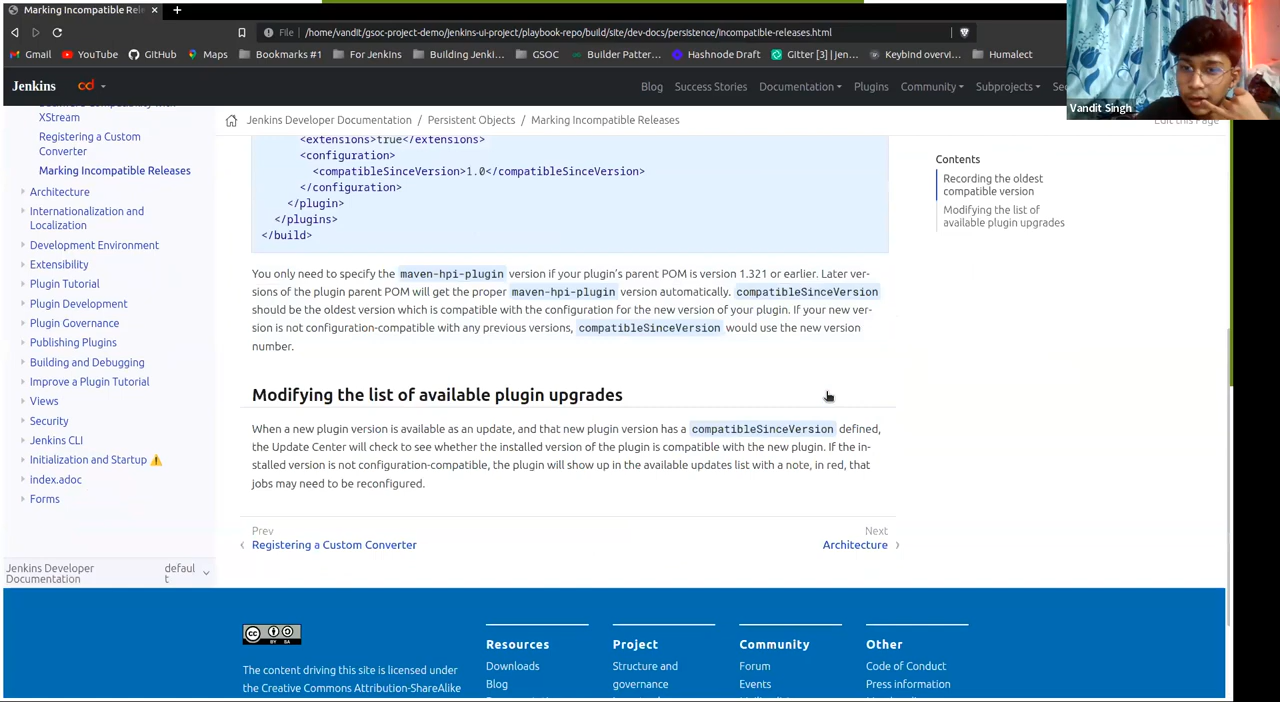 Marking Incompatible Rele
File
/home/vandit/gsoc-project-demo/jenkins-ui-project/playbook-repo/build/site/dev-docs/persistence/incompatible-releases.html
Gmail
YouTube
GitHub
Maps
Bookmarks #1
For Jenkins
Building Jenki...
GSOC
Builder Patter...
Hashnode Draft
Gitter [3] | jen...
Keybind overvi...
Humalect
Jenkins
cd
Blog
Success Stories
Documentation
Plugins
Community
Subprojects
Vandit Singh
XStream
Registering a Custom
Converter
Marking Incompatible Releases
Architecture
Internationalization and
Localization
Development Environment
Extensibility
Plugin Tutorial
Plugin Development
Plugin Governance
Publishing Plugins
Building and Debugging
Improve a Plugin Tutorial
Views
Security
Jenkins CLI
Initialization and Startup ⚠️
index.adoc
Forms
Jenkins Developer
Documentation
defaul
t
Jenkins Developer Documentation / Persistent Objects / Marking Incompatible Releases
Edit this Page
<extensions>true</extensions>
<configuration>
<compatibleSinceVersion>1.0</compatibleSinceVersion>
</configuration>
</plugin>
</plugins>
</build>
You only need to specify the maven-hpi-plugin version if your plugin's parent POM is version 1.321 or earlier. Later ver-
sions of the plugin parent POM will get the proper maven-hpi-plugin version automatically. compatibleSinceVersion
should be the oldest version which is compatible with the configuration for the new version of your plugin. If your new ver-
sion is not configuration-compatible with any previous versions, compatibleSinceVersion would use the new version
number.
Modifying the list of available plugin upgrades
When a new plugin version is available as an update, and that new plugin version has a compatibleSinceVersion defined,
the Update Center will check to see whether the installed version of the plugin is compatible with the new plugin. If the in-
stalled version is not configuration-compatible, the plugin will show up in the available updates list with a note, in red, that
jobs may need to be reconfigured.
Prev
Registering a Custom Converter
Next
Architecture
Contents
Recording the oldest
compatible version
Modifying the list of
available plugin upgrades
CC
BY SA
The content driving this site is licensed under
the Creative Commons Attribution-ShareAlike
Resources
Downloads
Blog
Project
Structure and
governance
Community
Forum
Events
Other
Code of Conduct
Press information